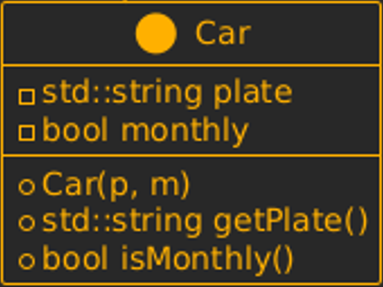 Car
std::string plate
bool monthly
Car(p, m)
std::string getPlate()
bool isMonthly()